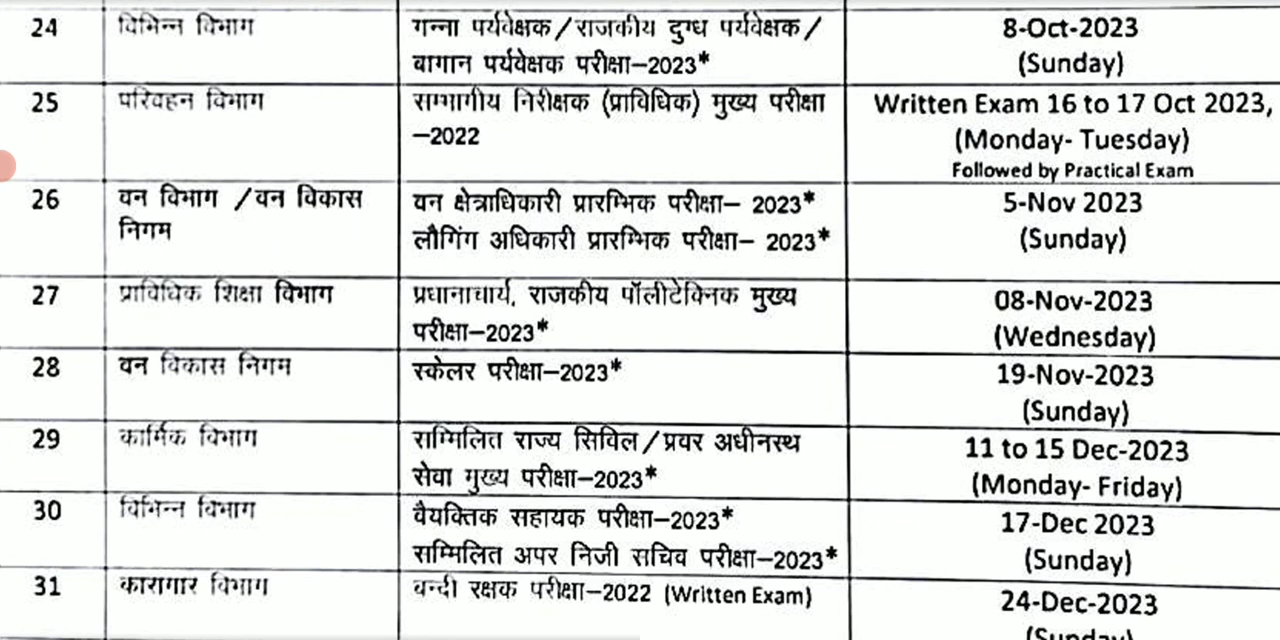 24 विभिन्न विभाग गन्ना पर्यवेक्षक/राजकीय दुग्ध पर्यवेक्षक/ 8-Oct-2023
बागान पर्यवेक्षक परीक्षा–2023* (Sunday)
25 परिवहन विभाग सम्भागीय निरीक्षक (प्राविधिक) मुख्य परीक्षा Written Exam 16 to 17 Oct 2023,
–2022 (Monday- Tuesday)
Followed by Practical Exam
26 वन विभाग /वन विकास वन क्षेत्राधिकारी प्रारम्भिक परीक्षा– 2023* 5-Nov 2023
निगम लौगिंग अधिकारी प्रारम्भिक परीक्षा– 2023* (Sunday)
27 प्राविधिक शिक्षा विभाग प्रधानाचार्य, राजकीय पॉलीटेक्निक मुख्य 08-Nov-2023
परीक्षा–2023* (Wednesday)
28 वन विकास निगम स्केलर परीक्षा–2023* 19-Nov-2023
(Sunday)
29 कार्मिक विभाग सम्मिलित राज्य सिविल/प्रवर अधीनस्थ 11 to 15 Dec-2023
सेवा मुख्य परीक्षा–2023* (Monday- Friday)
30 विभिन्न विभाग वैयक्तिक सहायक परीक्षा–2023* 17-Dec 2023
सम्मिलित अपर निजी सचिव परीक्षा–2023* (Sunday)
31 कारागार विभाग बन्दी रक्षक परीक्षा–2022 (Written Exam) 24-Dec-2023
(Sunday)